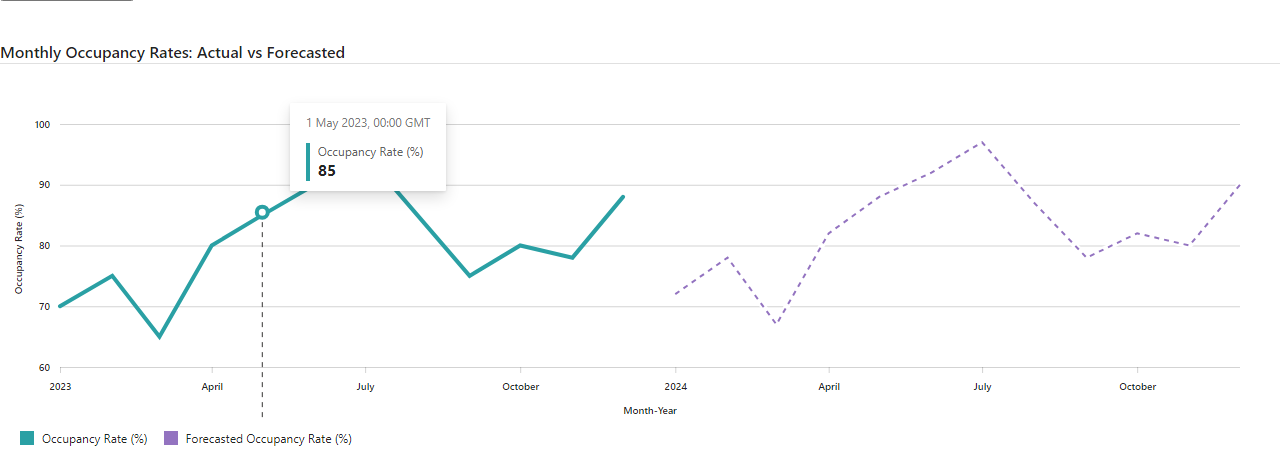 Monthly Occupancy Rates: Actual vs Forecasted
1 May 2023, 00:00 GMT
Occupancy Rate (%)
85
100
90
80
70
60
Occupancy Rate (%)
2023 April July October 2024 April July October
Month-Year
Occupancy Rate (%) Forecasted Occupancy Rate (%)